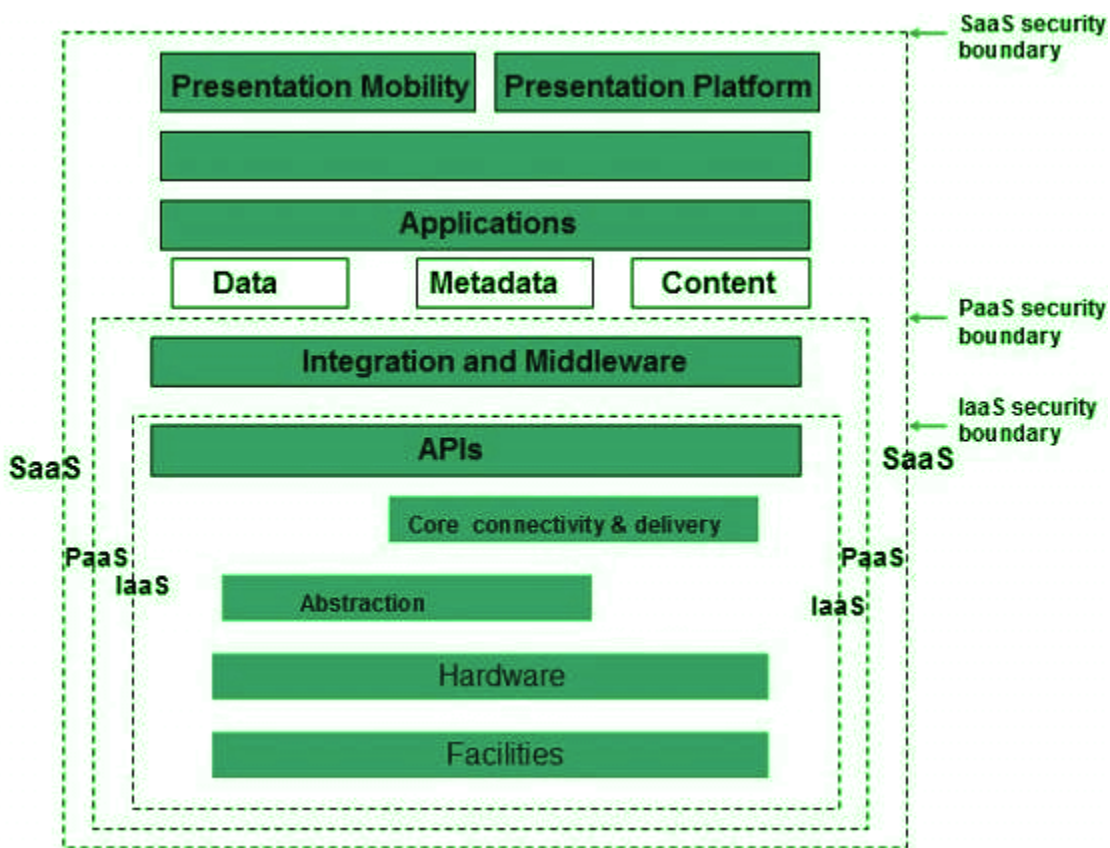 SaaS security
boundary
Presentation Mobility
Presentation Platform
Applications
Data
Metadata
Content
PaaS security
boundary
Integration and Middleware
IaaS security
boundary
APIs
SaaS
SaaS
Core connectivity & delivery
PaaS
PaaS
IaaS
IaaS
Abstraction
Hardware
Facilities